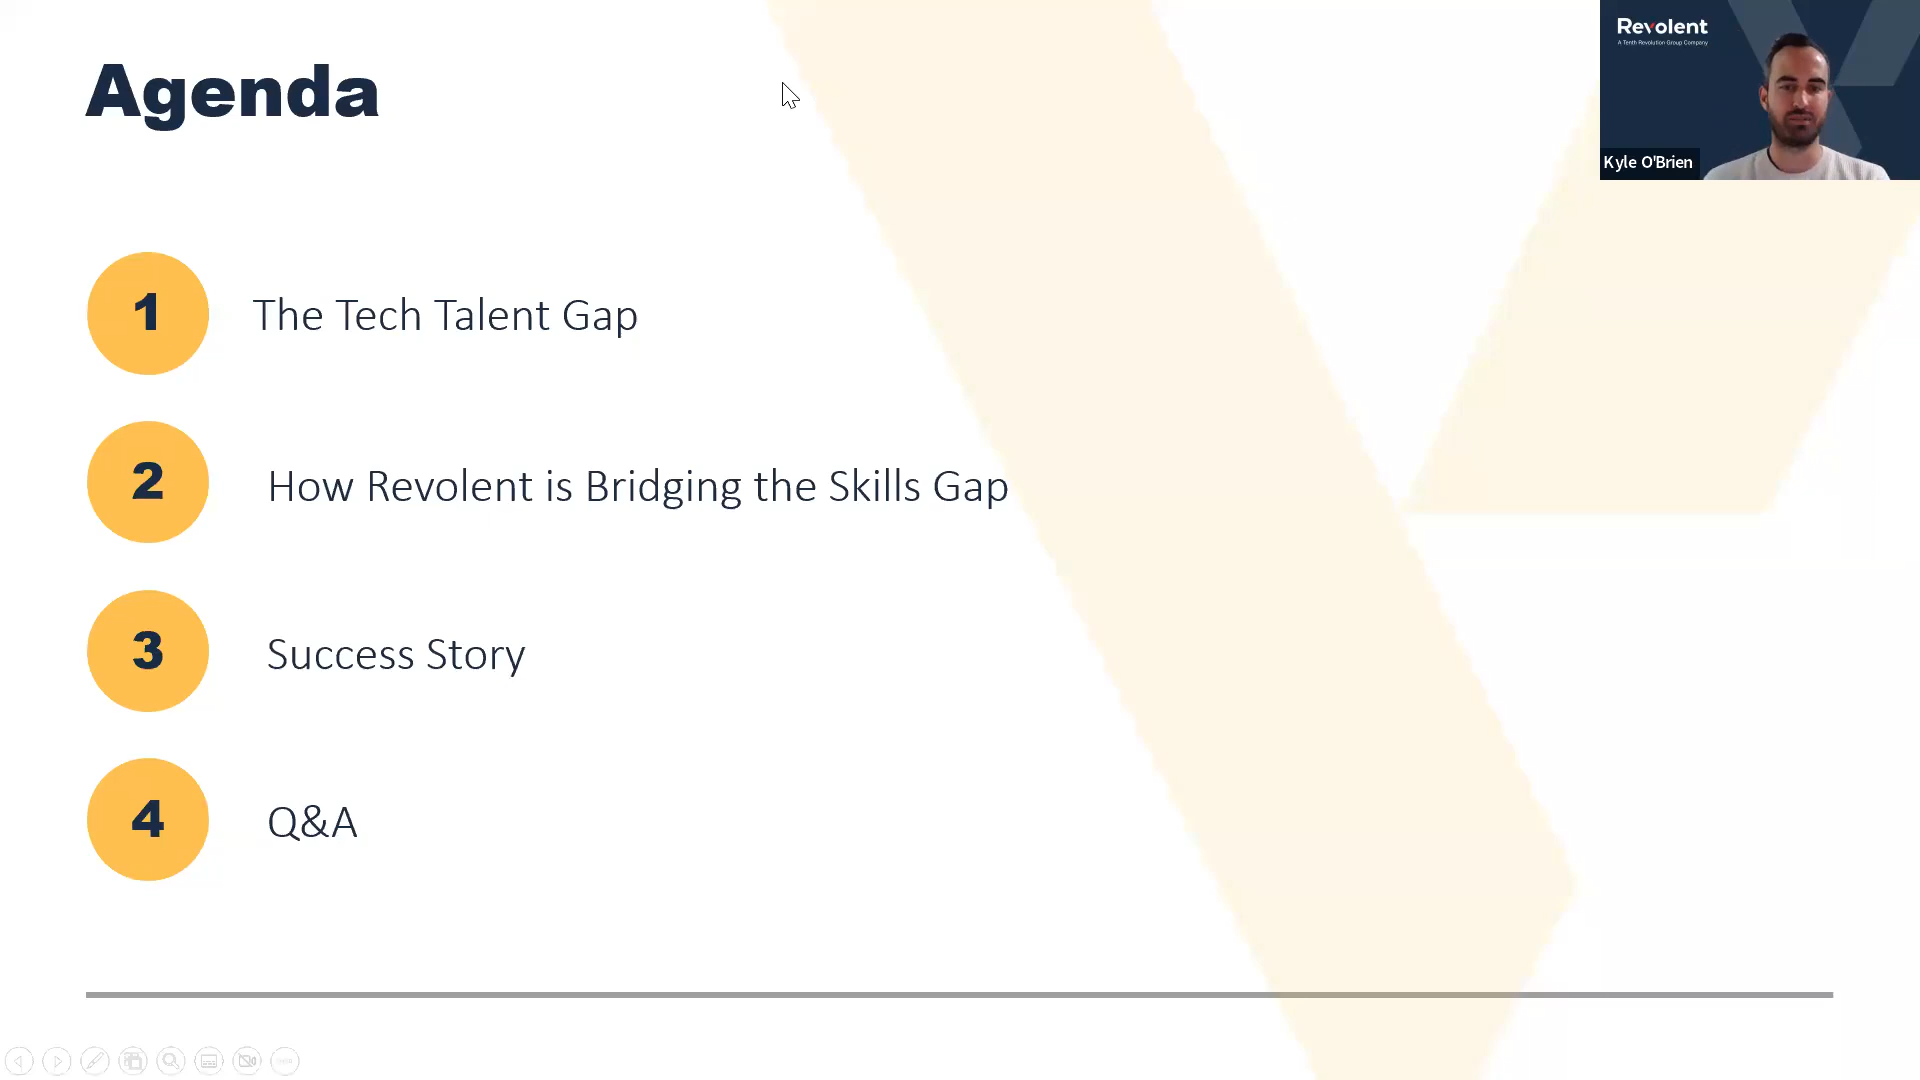 Agenda
Revolent
A Tenth Revolution Group Company
Kyle O'Brien
1
The Tech Talent Gap
2
How Revolent is Bridging the Skills Gap
3
Success Story
4
Q&A